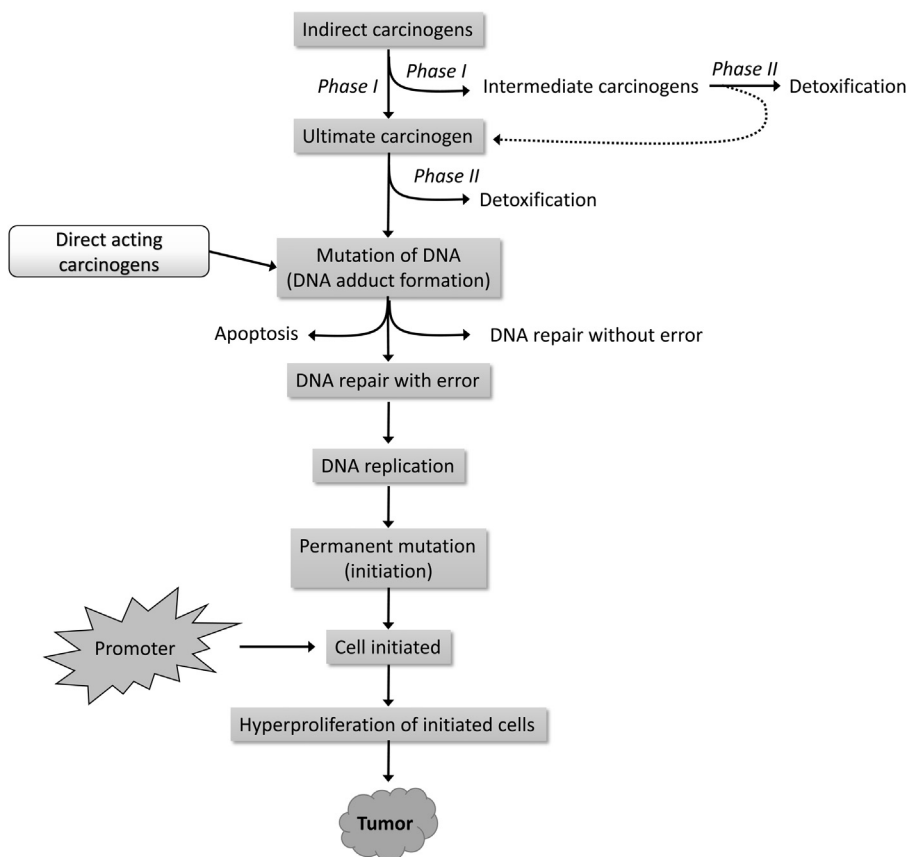 Indirect carcinogens
Phase I
Phase I
Intermediate carcinogens
Phase II
Detoxification
Ultimate carcinogen
Phase II
Detoxification
Direct acting
carcinogens
Mutation of DNA
(DNA adduct formation)
Apoptosis
DNA repair without error
DNA repair with error
DNA replication
Permanent mutation
(initiation)
Promoter
Cell initiated
Hyperproliferation of initiated cells
Tumor